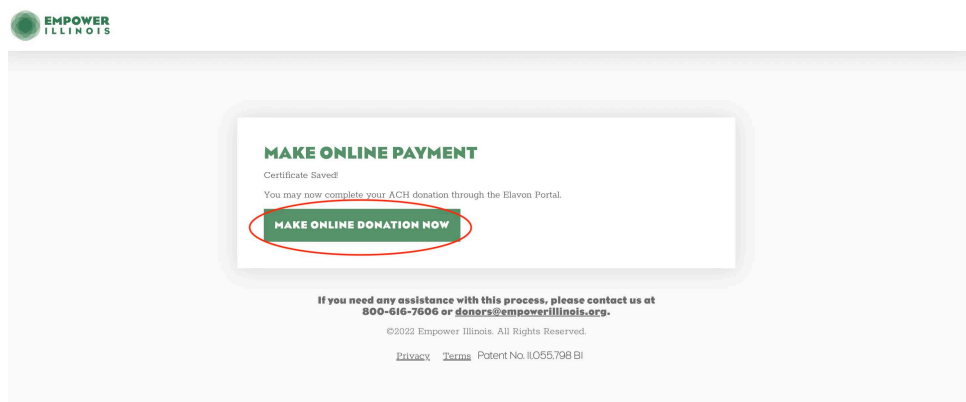 EMPOWER
ILLINOIS
MAKE ONLINE PAYMENT
Certificate Saved!
You may now complete your ACH donation through the Elavon Portal.
MAKE ONLINE DONATION NOW
If you need any assistance with this process, please contact us at
800-616-7606 or donors@empowerillinois.org.
©2022 Empower Illinois. All Rights Reserved.
Privacy Terms Patent No. 11,055,798 B1